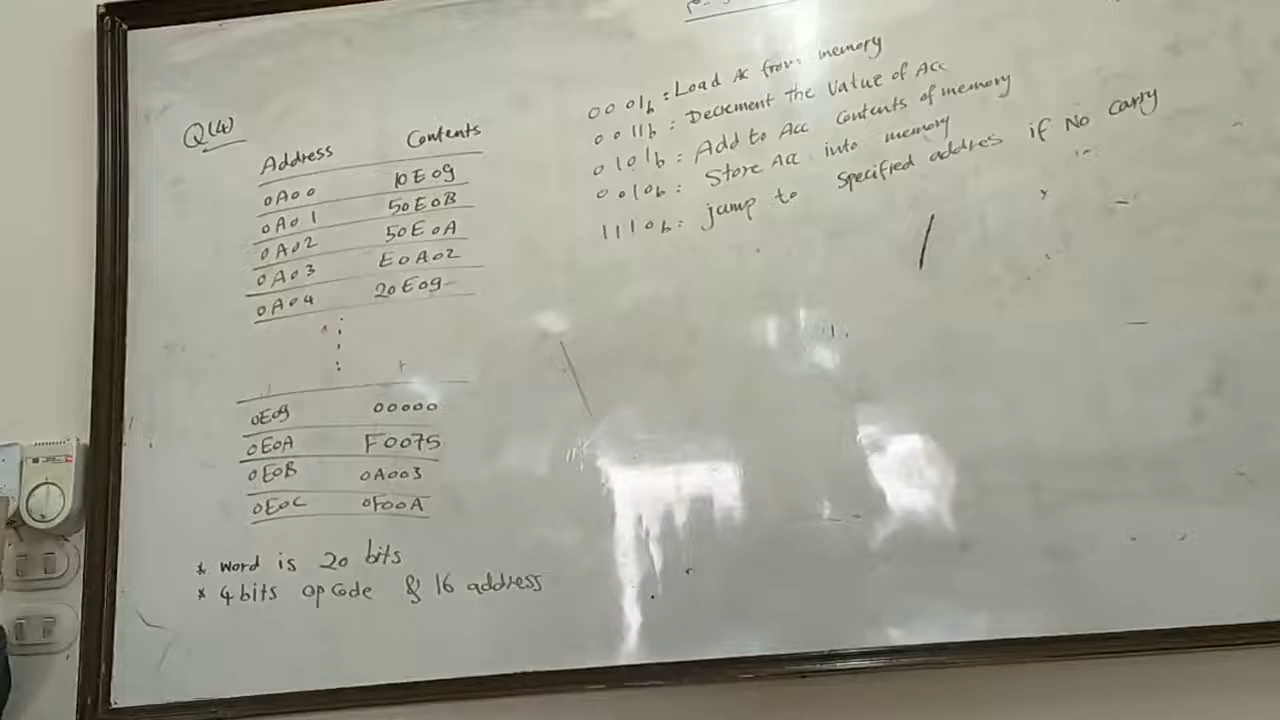 Q(4)
Address Contents
0A00 10E09
0A01 50E0B
0A02 50E0A
0A03 E0A02
0A04 20E09
0E09 00000
0E0A F0075
0E0B 0A003
0E0C 0F00A
* word is 20 bits
* 4 bits opcode & 16 address
0001b : Load Ac from memory
0011b : Decrement the value of Acc
0101b : Add to Acc contents of memory
0010b : Store Acc into memory
1110b : jump to specified addres if No carry